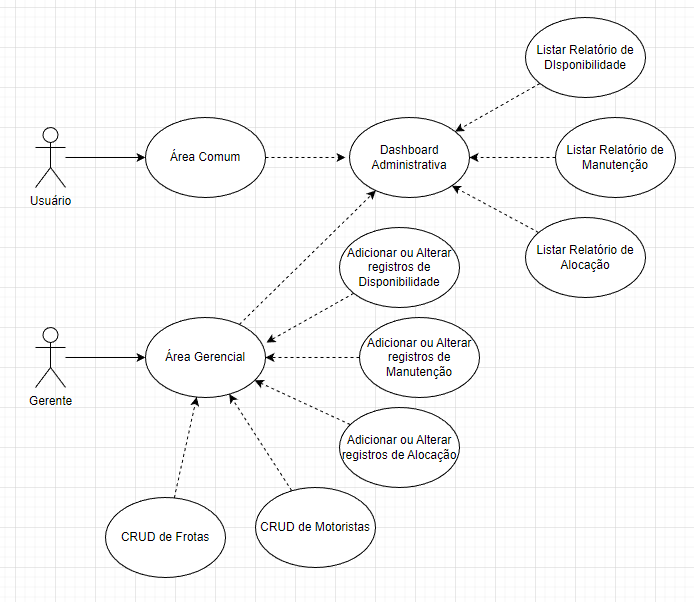 Listar Relatório de
DIsponibilidade
Área Comum
Dashboard
Administrativa
Listar Relatório de
Manutenção
Usuário
Listar Relatório de
Alocação
Adicionar ou Alterar
registros de
Disponibilidade
Área Gerencial
Adicionar ou Alterar
registros de
Manutenção
Gerente
Adicionar ou Alterar
registros de Alocação
CRUD de Frotas
CRUD de Motoristas